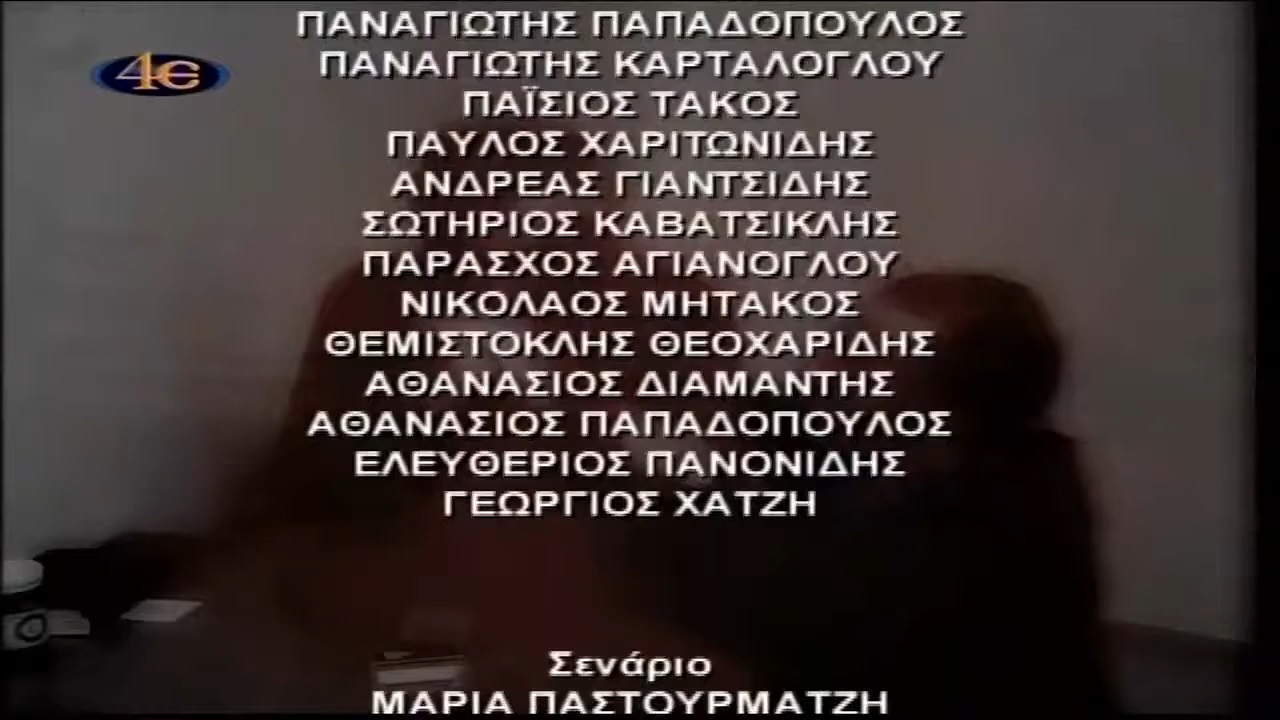 ΠΑΝΑΓΙΩΤΗΣ ΠΑΠΑΔΟΠΟΥΛΟΣ
4Ε
ΠΑΝΑΓΙΩΤΗΣ ΚΑΡΤΑΛΟΓΛΟΥ
ΠΑΪΣΙΟΣ ΤΑΚΟΣ
ΠΑΥΛΟΣ ΧΑΡΙΤΩΝΙΔΗΣ
ΑΝΔΡΕΑΣ ΓΙΑΝΤΣΙΔΗΣ
ΣΩΤΗΡΙΟΣ ΚΑΒΑΤΣΙΚΛΗΣ
ΠΑΡΑΣΧΟΣ ΑΓΙΑΝΟΓΛΟΥ
ΝΙΚΟΛΑΟΣ ΜΗΤΑΚΟΣ
ΘΕΜΙΣΤΟΚΛΗΣ ΘΕΟΧΑΡΙΔΗΣ
ΑΘΑΝΑΣΙΟΣ ΔΙΑΜΑΝΤΗΣ
ΑΘΑΝΑΣΙΟΣ ΠΑΠΑΔΟΠΟΥΛΟΣ
ΕΛΕΥΘΕΡΙΟΣ ΠΑΝΟΝΙΔΗΣ
ΓΕΩΡΓΙΟΣ ΧΑΤΖΗ
Σενάριο
ΜΑΡΙΑ ΠΑΣΤΟΥΡΜΑΤΖΗ